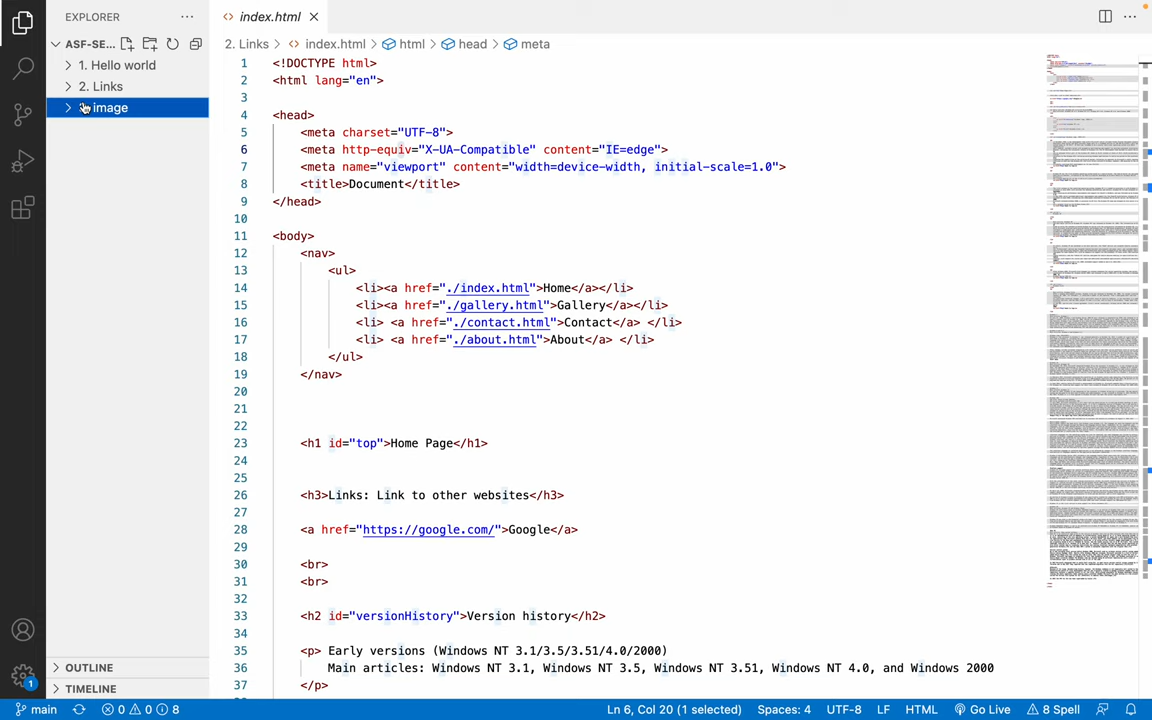 EXPLORER
ASF-SE...
1. Hello world
2. Links
image
OUTLINE
TIMELINE
index.html
2. Links > index.html > html > head > meta
1 <!DOCTYPE html>
2 <html lang="en">
3
4 <head>
5 <meta charset="UTF-8">
6 <meta http-equiv="X-UA-Compatible" content="IE=edge">
7 <meta name="viewport" content="width=device-width, initial-scale=1.0">
8 <title>Document</title>
9 </head>
10
11 <body>
12 <nav>
13 <ul>
14 <li><a href="./index.html">Home</a></li>
15 <li><a href="./gallery.html">Gallery</a></li>
16 <li> <a href="./contact.html">Contact</a> </li>
17 <li> <a href="./about.html">About</a> </li>
18 </ul>
19 </nav>
20
21
22
23 <h1 id="top">Home Page</h1>
24
25
26 <h3>Links: Link to other websites</h3>
27
28 <a href="https://google.com/">Google</a>
29
30 <br>
31 <br>
32
33 <h2 id="versionHistory">Version history</h2>
34
35 <p> Early versions (Windows NT 3.1/3.5/3.51/4.0/2000)
36 Main articles: Windows NT 3.1, Windows NT 3.5, Windows NT 3.51, Windows NT 4.0, and Windows 2000
37 </p>
1
main 0 0 8 Ln 6, Col 20 (1 selected) Spaces: 4 UTF-8 LF HTML Go Live 8 Spell